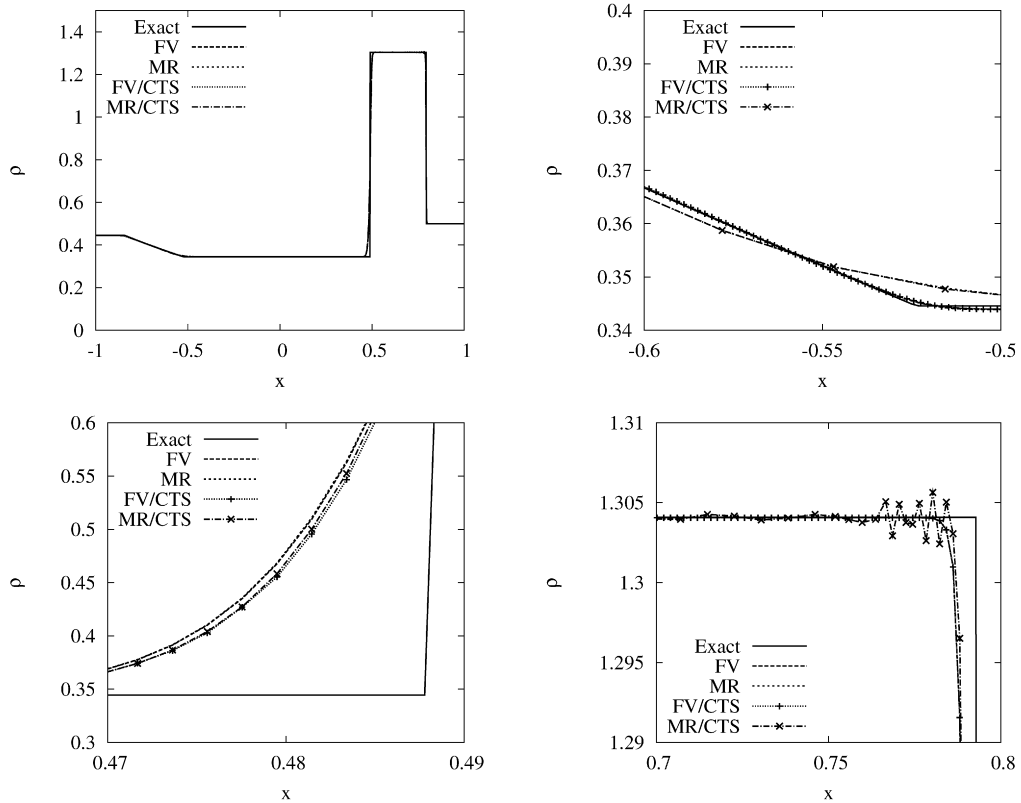 1.4
1.2
1
0.8
0.6
0.4
0.2
0
-1
-0.5
0
0.5
1
ρ
x
Exact
FV
MR
FV/CTS
MR/CTS
0.4
0.39
0.38
0.37
0.36
0.35
0.34
-0.6
-0.55
-0.5
ρ
x
Exact
FV
MR
FV/CTS
MR/CTS
0.6
0.55
0.5
0.45
0.4
0.35
0.3
0.47
0.48
0.49
ρ
x
Exact
FV
MR
FV/CTS
MR/CTS
1.31
1.305
1.3
1.295
1.29
0.7
0.75
0.8
ρ
x
Exact
FV
MR
FV/CTS
MR/CTS